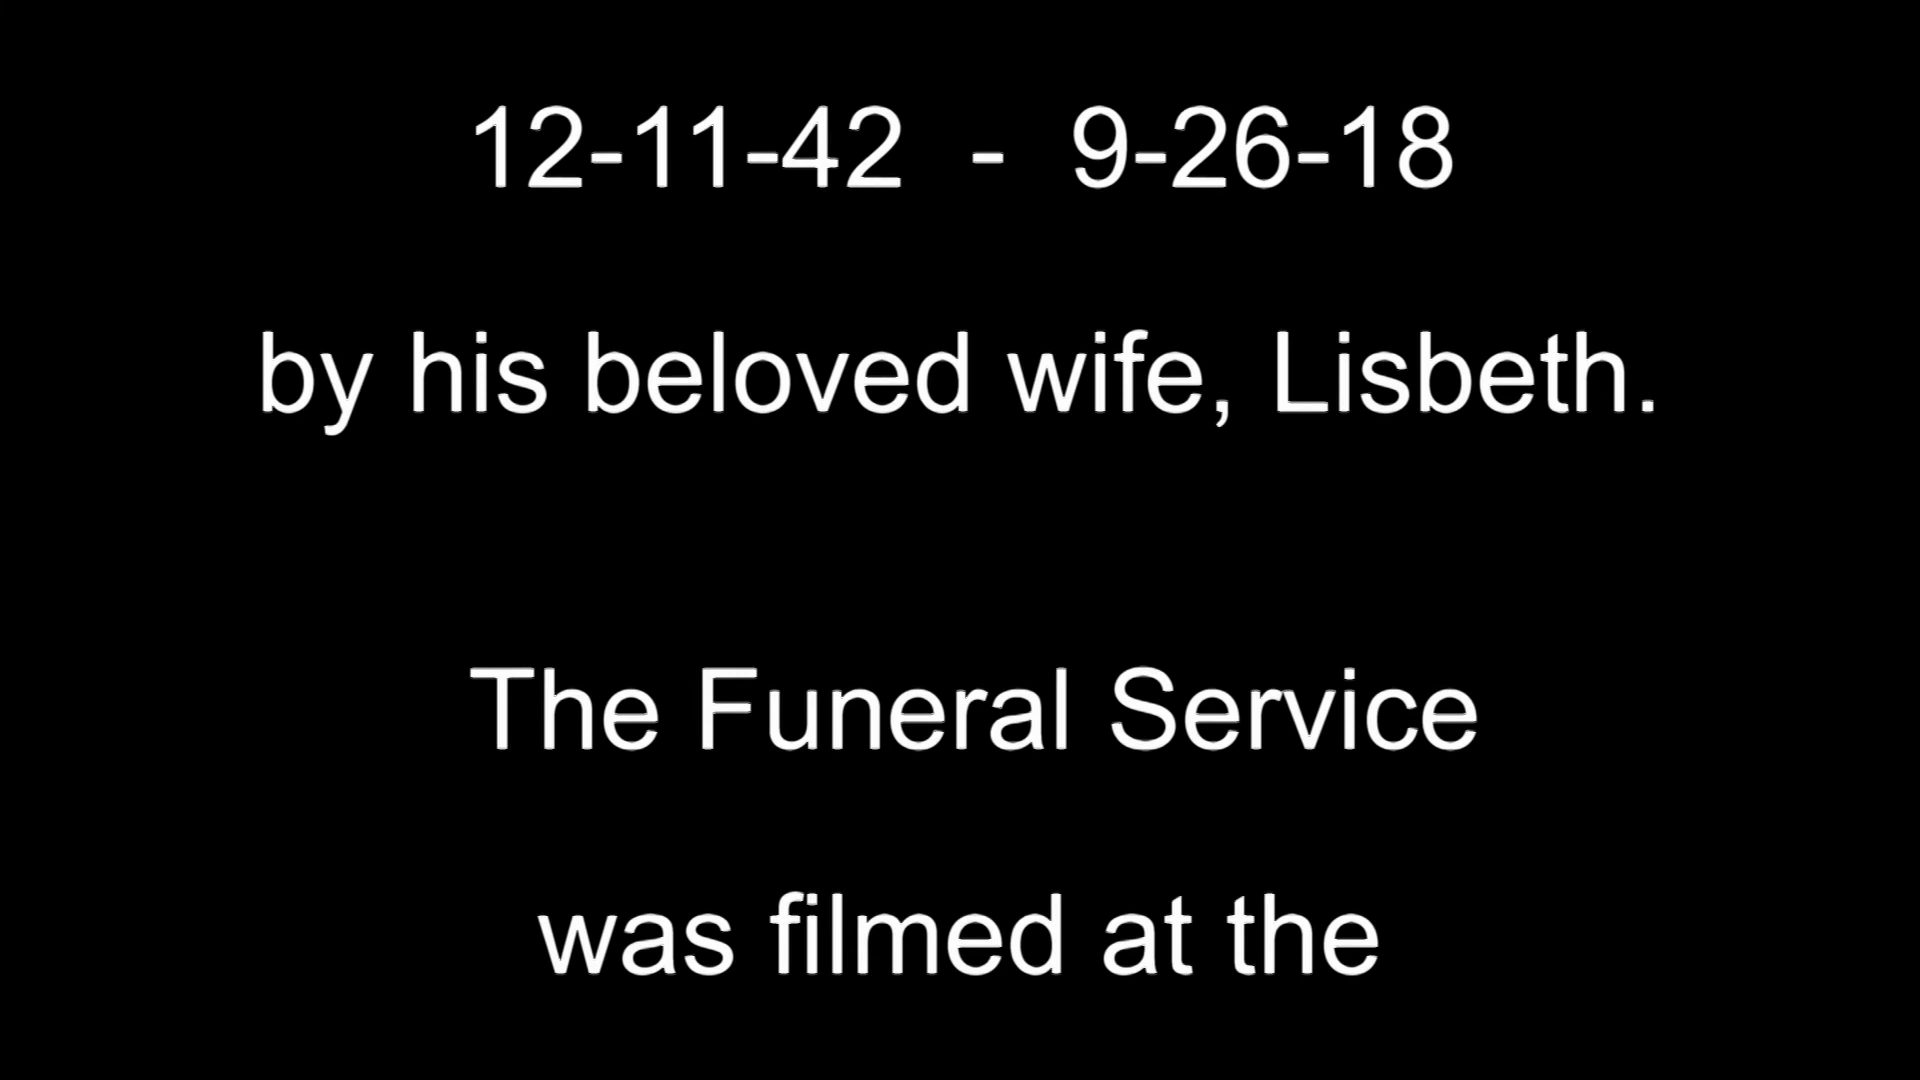 12-11-42 - 9-26-18
by his beloved wife, Lisbeth.
The Funeral Service
was filmed at the